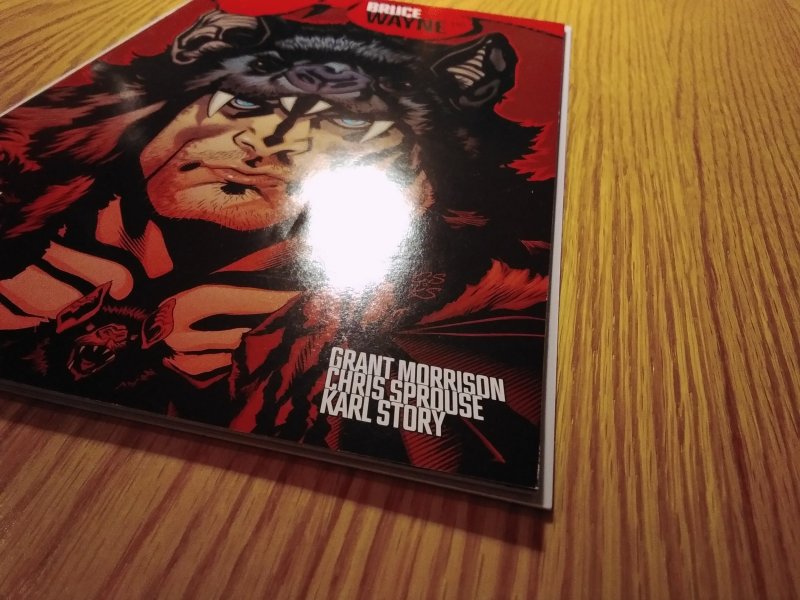 BRUCE
WAYNE
GRANT MORRISON
CHRIS SPROUSE
KARL STORY